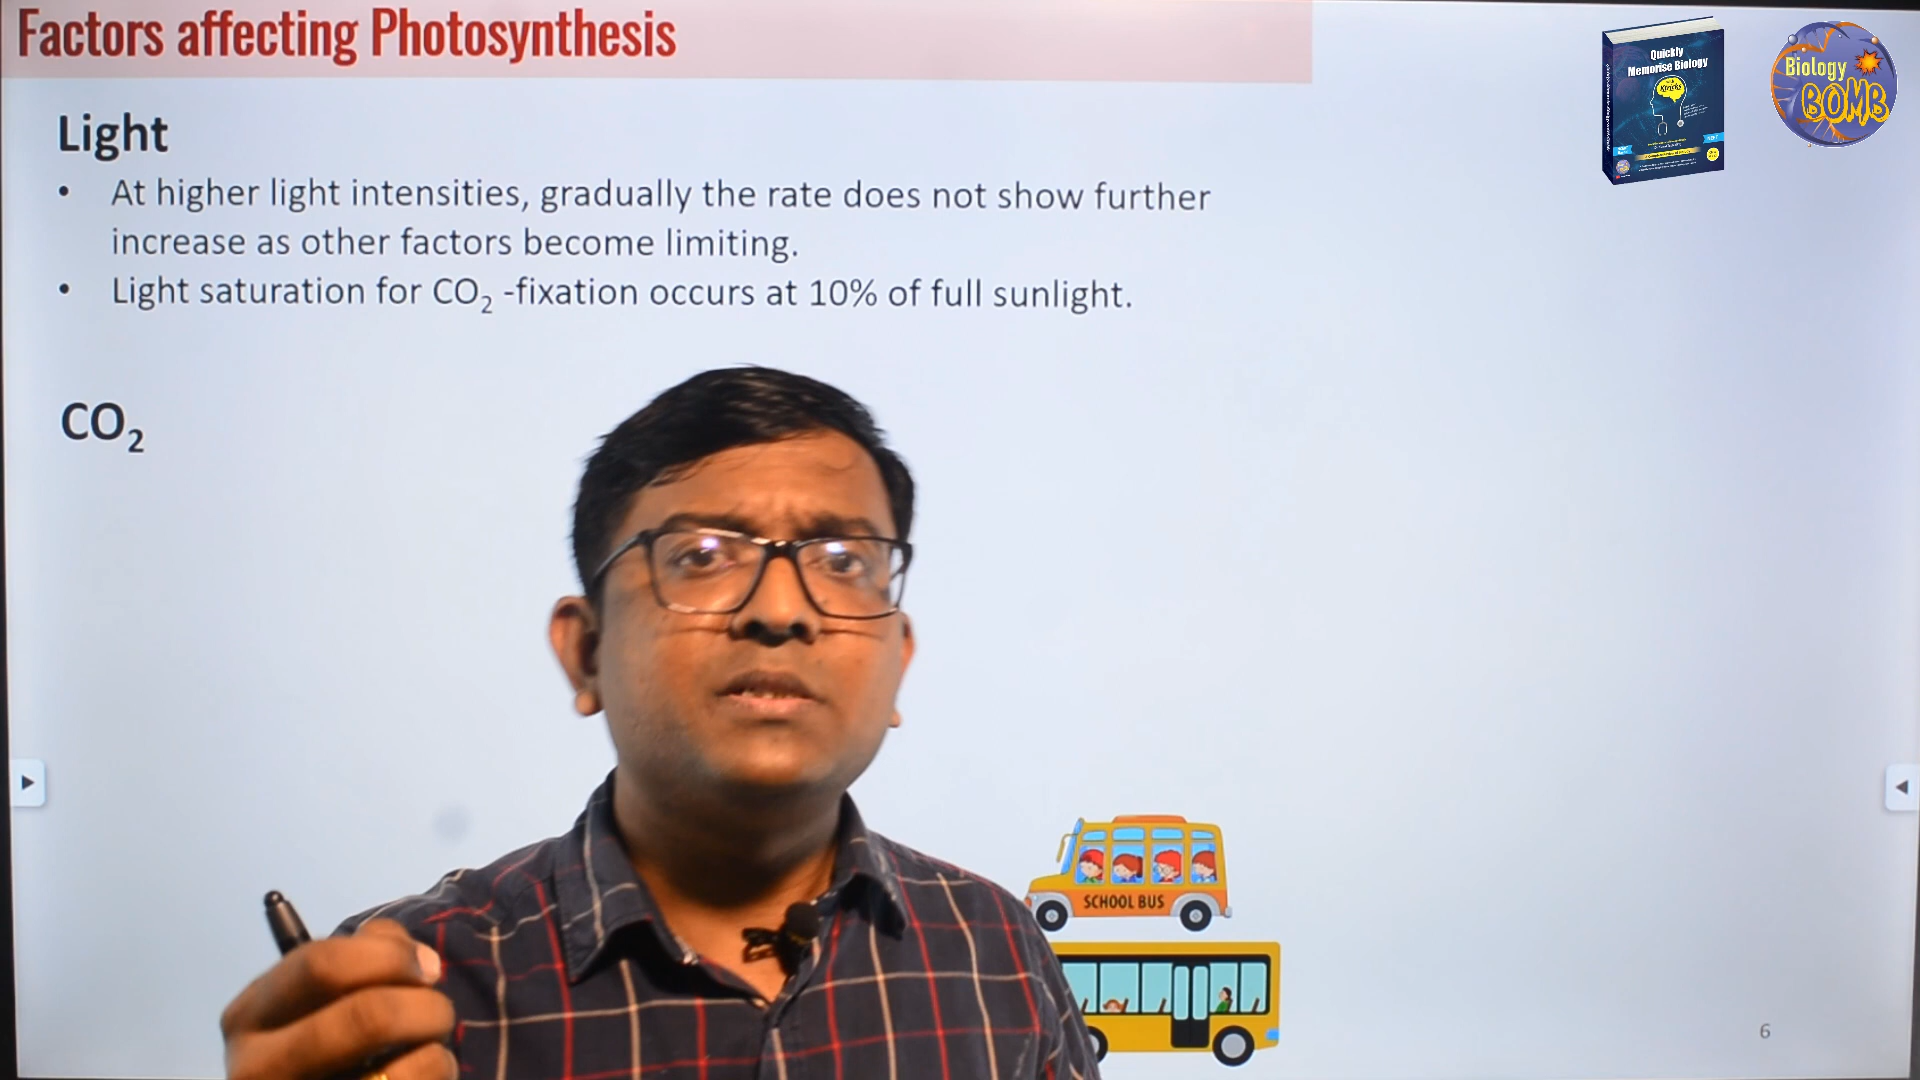 Factors affecting Photosynthesis
Quickly
Memorise Biology
Biology
BOMB
Light
• At higher light intensities, gradually the rate does not show further
increase as other factors become limiting.
• Light saturation for CO₂ -fixation occurs at 10% of full sunlight.
CO₂
SCHOOL BUS
6